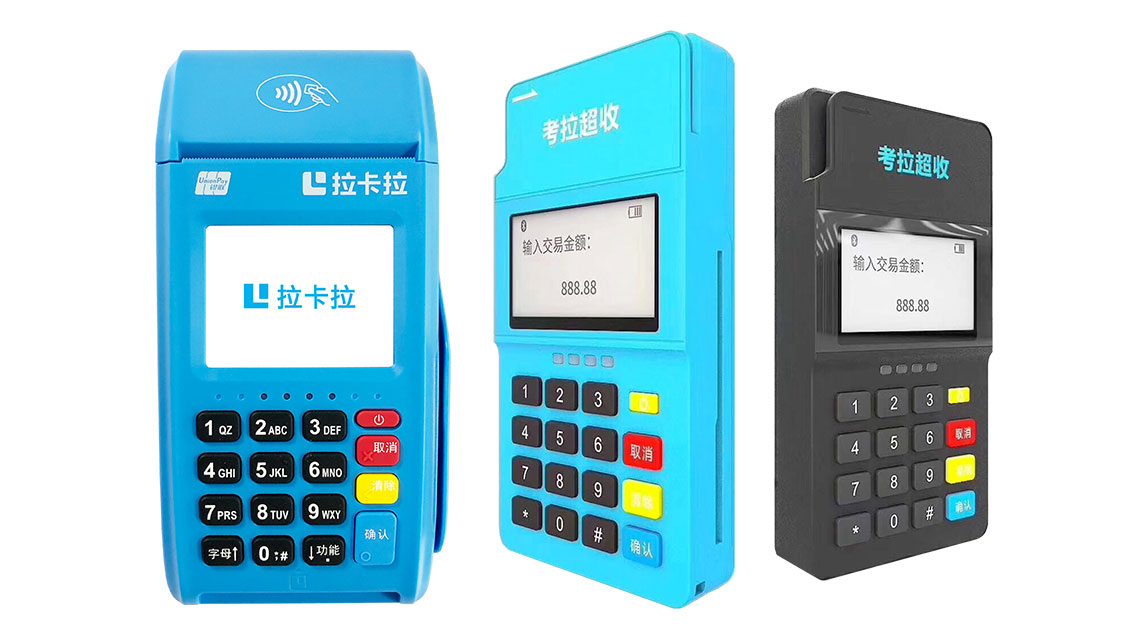 UnionPay
银联
拉卡拉
拉卡拉
1 QZ
2 ABC
3 DEF
取消
4 GHI
5 JKL
6 MNO
清除
7 PRS
8 TUV
9 WXY
确认
字母↑
0 ;#
↓功能
考拉超收
输入交易金额:
888.88
1
2
3
4
5
6
取消
7
8
9
清除
*
0
#
确认
考拉超收
输入交易金额:
888.88
1
2
3
4
5
6
取消
7
8
9
清除
*
0
#
确认